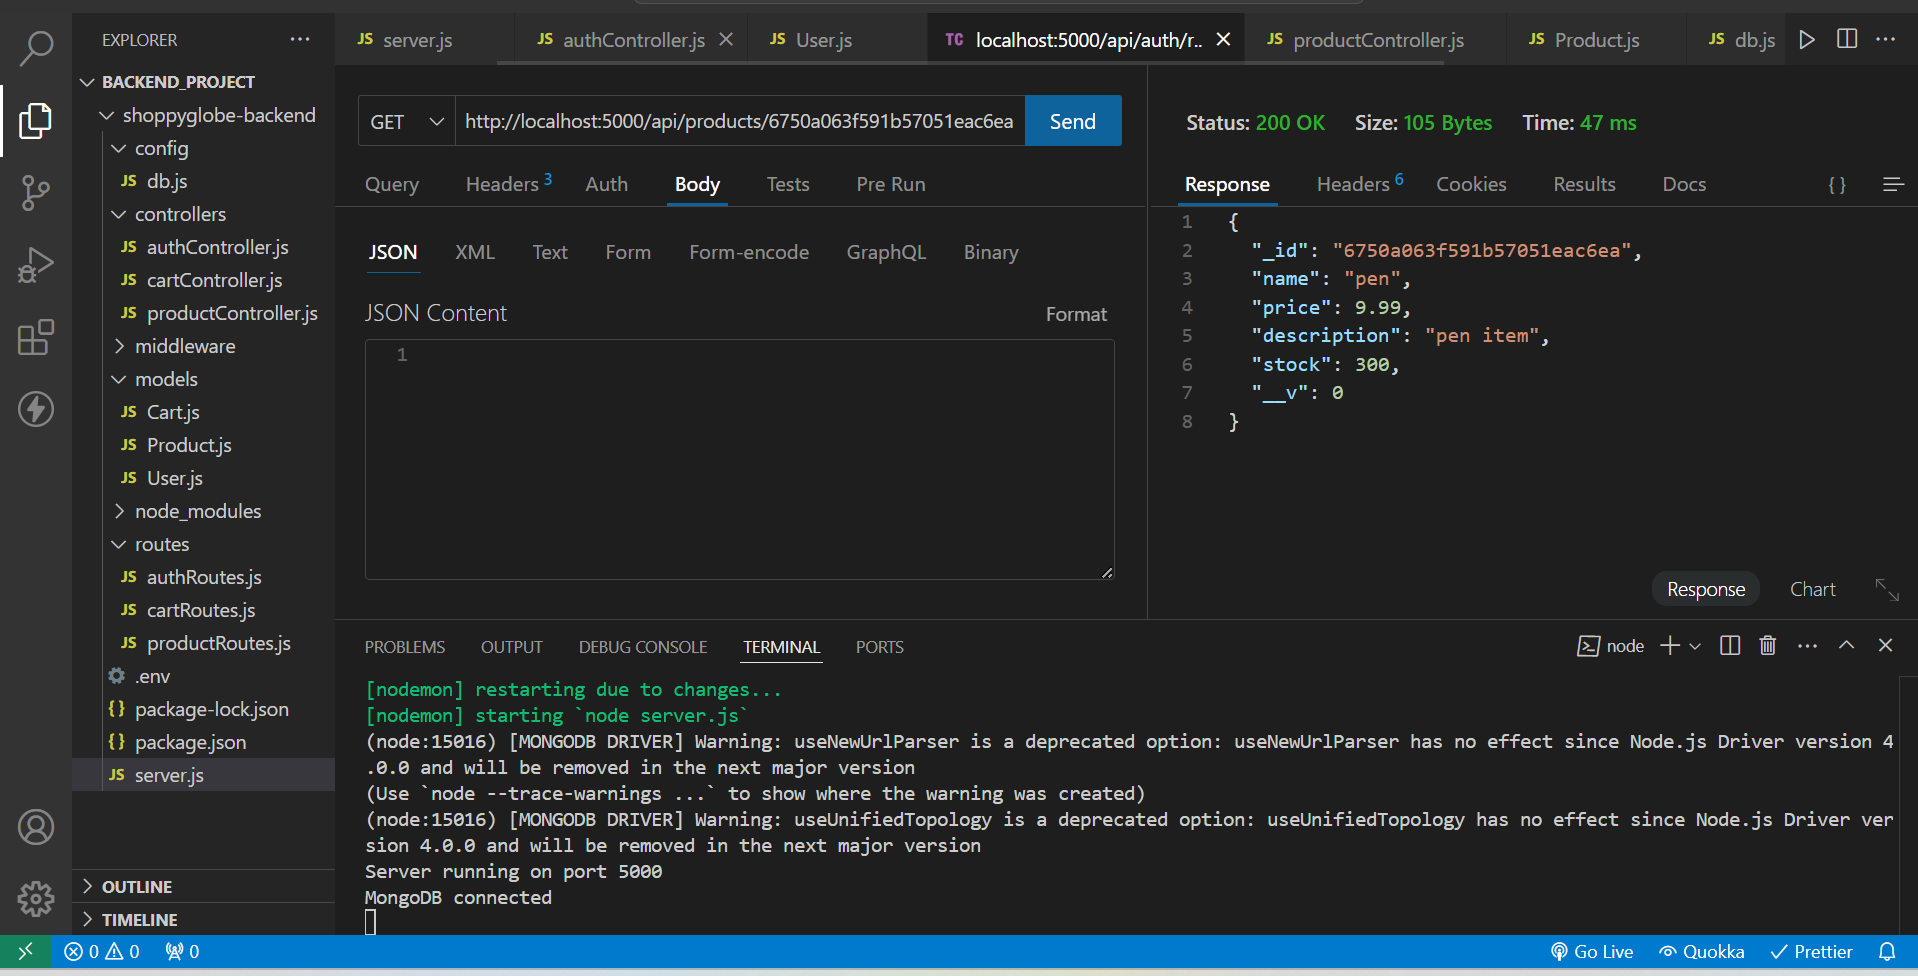 EXPLORER
BACKEND_PROJECT
shoppyglobe-backend
config
JS db.js
controllers
JS authController.js
JS cartController.js
JS productController.js
middleware
models
JS Cart.js
JS Product.js
JS User.js
node_modules
routes
JS authRoutes.js
JS cartRoutes.js
JS productRoutes.js
.env
{} package-lock.json
{} package.json
JS server.js
OUTLINE
TIMELINE
JS server.js
JS authController.js
JS User.js
TC localhost:5000/api/auth/r..
JS productController.js
JS Product.js
JS db.js
GET
http://localhost:5000/api/products/6750a063f591b57051eac6ea
Send
Query
Headers 3
Auth
Body
Tests
Pre Run
JSON
XML
Text
Form
Form-encode
GraphQL
Binary
JSON Content
Format
1
Status: 200 OK
Size: 105 Bytes
Time: 47 ms
Response
Headers 6
Cookies
Results
Docs
{ }
1 {
2 "_id": "6750a063f591b57051eac6ea",
3 "name": "pen",
4 "price": 9.99,
5 "description": "pen item",
6 "stock": 300,
7 "__v": 0
8 }
Response
Chart
PROBLEMS
OUTPUT
DEBUG CONSOLE
TERMINAL
PORTS
node
[nodemon] restarting due to changes...
[nodemon] starting `node server.js`
(node:15016) [MONGODB DRIVER] Warning: useNewUrlParser is a deprecated option: useNewUrlParser has no effect since Node.js Driver version 4
.0.0 and will be removed in the next major version
(Use `node --trace-warnings ...` to show where the warning was created)
(node:15016) [MONGODB DRIVER] Warning: useUnifiedTopology is a deprecated option: useUnifiedTopology has no effect since Node.js Driver ver
sion 4.0.0 and will be removed in the next major version
Server running on port 5000
MongoDB connected
0
0
0
Go Live
Quokka
Prettier